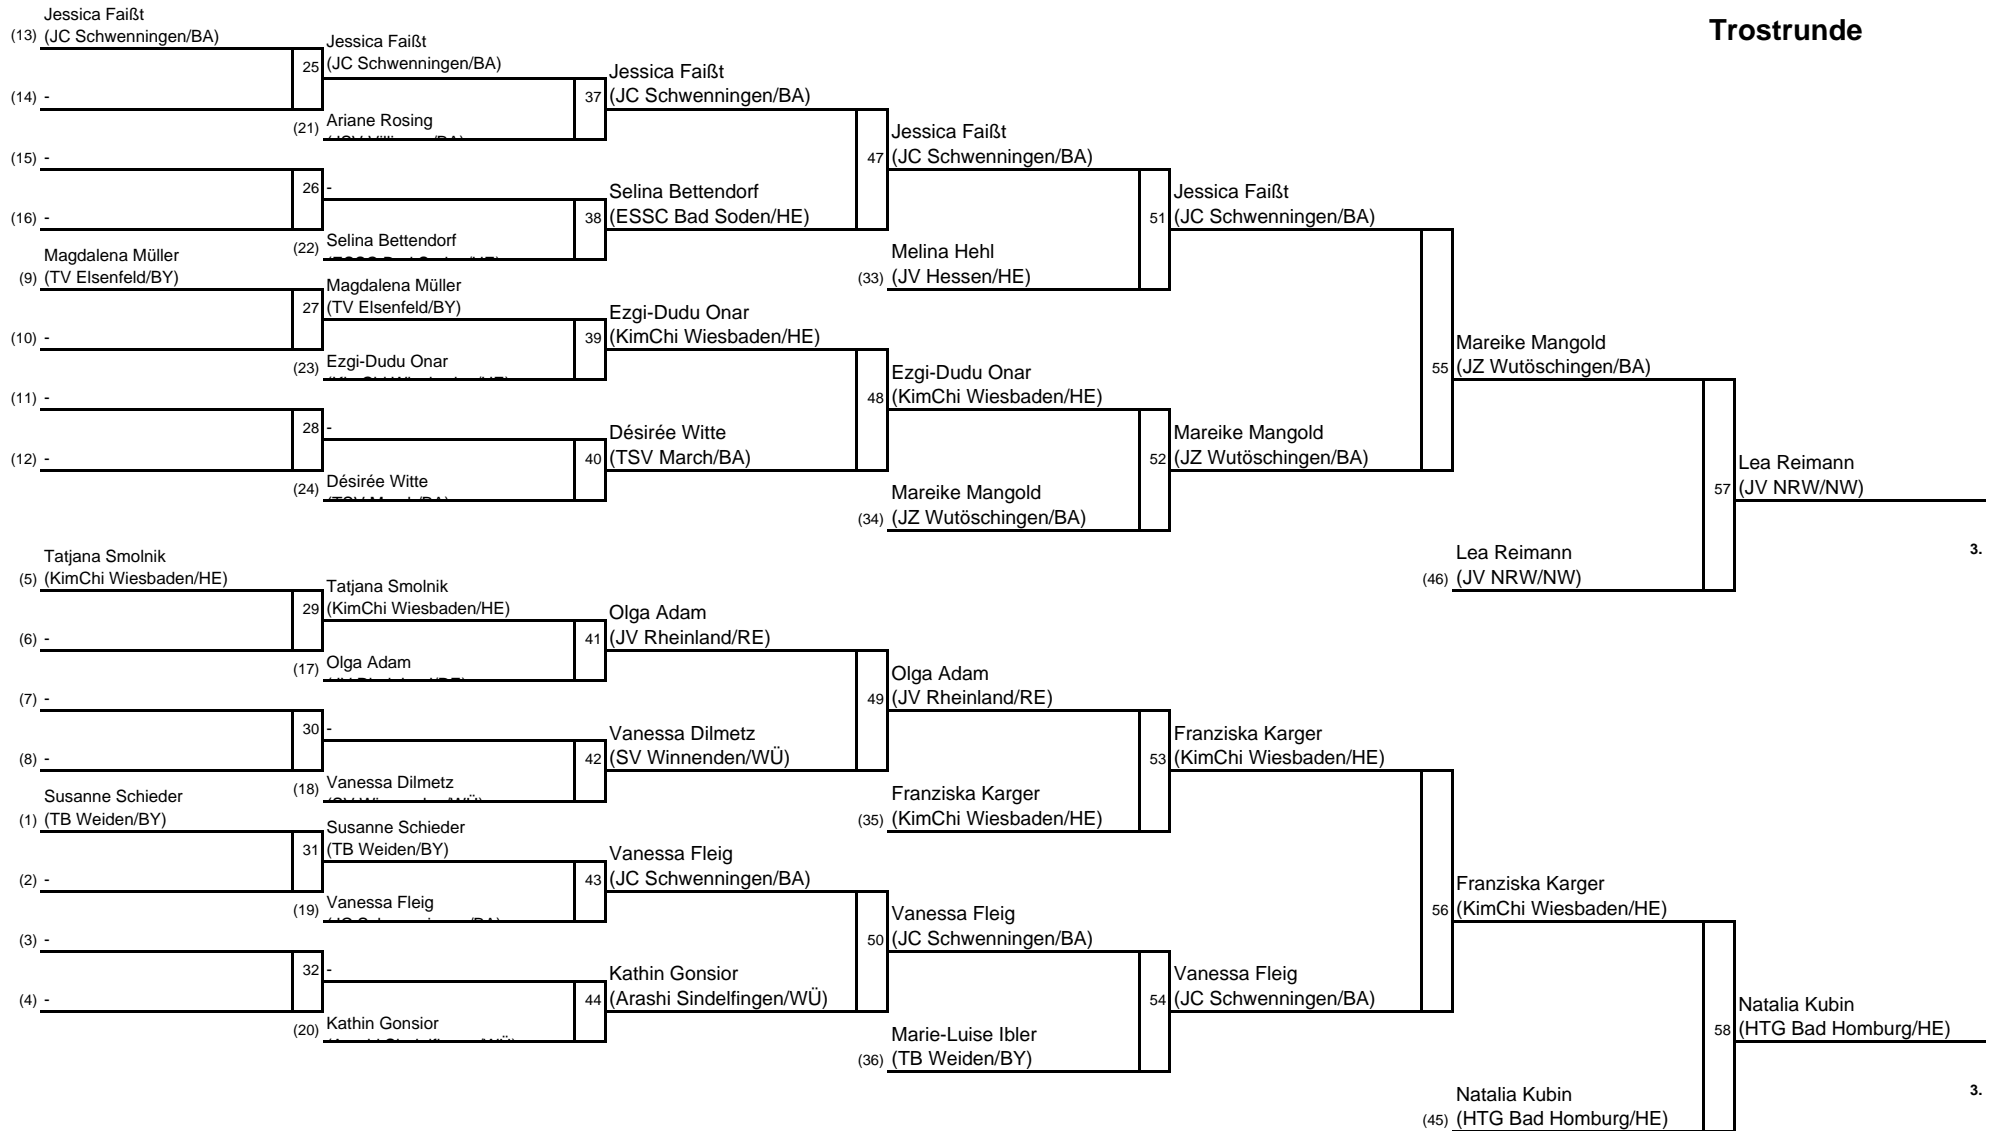 Trostrunde
Jessica Faißt
(13) (JC Schwenningen/BA)
(14) -
(15) -
(16) -
Magdalena Müller
(9) (TV Elsenfeld/BY)
(10) -
(11) -
(12) -
Tatjana Smolnik
(5) (KimChi Wiesbaden/HE)
(6) -
(7) -
(8) -
Susanne Schieder
(1) (TB Weiden/BY)
(2) -
(3) -
(4) -
Jessica Faißt
25 (JC Schwenningen/BA)
(21) Ariane Rosing
26 -
(22) Selina Bettendorf
Magdalena Müller
27 (TV Elsenfeld/BY)
(23) Ezgi-Dudu Onar
28 -
(24) Désirée Witte
Tatjana Smolnik
29 (KimChi Wiesbaden/HE)
(17) Olga Adam
30 -
(18) Vanessa Dilmetz
Susanne Schieder
31 (TB Weiden/BY)
(19) Vanessa Fleig
32 -
(20) Kathin Gonsior
Jessica Faißt
37 (JC Schwenningen/BA)
Selina Bettendorf
38 (ESSC Bad Soden/HE)
Ezgi-Dudu Onar
39 (KimChi Wiesbaden/HE)
Désirée Witte
40 (TSV March/BA)
Olga Adam
41 (JV Rheinland/RE)
Vanessa Dilmetz
42 (SV Winnenden/WÜ)
Vanessa Fleig
43 (JC Schwenningen/BA)
Kathin Gonsior
44 (Arashi Sindelfingen/WÜ)
Jessica Faißt
47 (JC Schwenningen/BA)
Melina Hehl
(33) (JV Hessen/HE)
Ezgi-Dudu Onar
48 (KimChi Wiesbaden/HE)
Mareike Mangold
(34) (JZ Wutöschingen/BA)
Olga Adam
49 (JV Rheinland/RE)
Franziska Karger
(35) (KimChi Wiesbaden/HE)
Vanessa Fleig
50 (JC Schwenningen/BA)
Marie-Luise Ibler
(36) (TB Weiden/BY)
Jessica Faißt
51 (JC Schwenningen/BA)
Mareike Mangold
52 (JZ Wutöschingen/BA)
Franziska Karger
53 (KimChi Wiesbaden/HE)
Vanessa Fleig
54 (JC Schwenningen/BA)
Mareike Mangold
55 (JZ Wutöschingen/BA)
Lea Reimann
(46) (JV NRW/NW)
Franziska Karger
56 (KimChi Wiesbaden/HE)
Natalia Kubin
(45) (HTG Bad Homburg/HE)
Lea Reimann
57 (JV NRW/NW)
3.
Natalia Kubin
58 (HTG Bad Homburg/HE)
3.